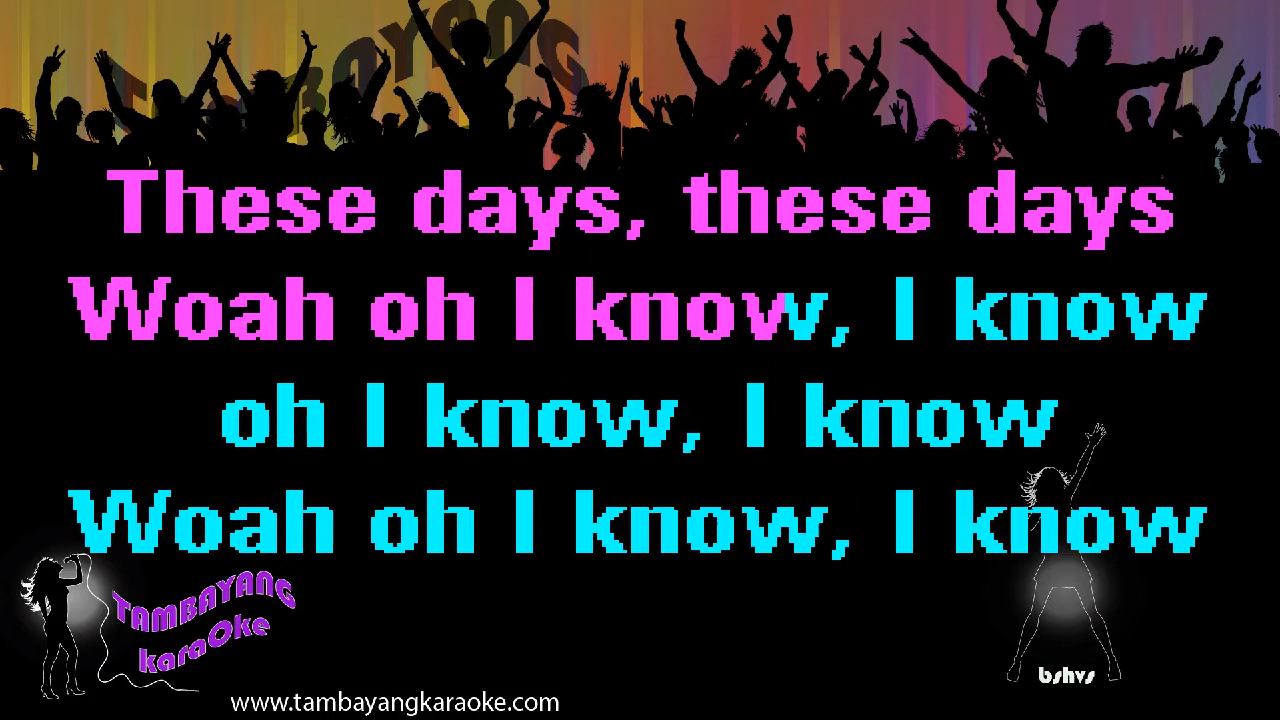 TAMBAYANG
These days, these days
Woah oh I know, I know
oh I know, I know
Woah oh I know, I know
TAMBAYANG
karaOke
bshvs
www.tambayangkaraoke.com